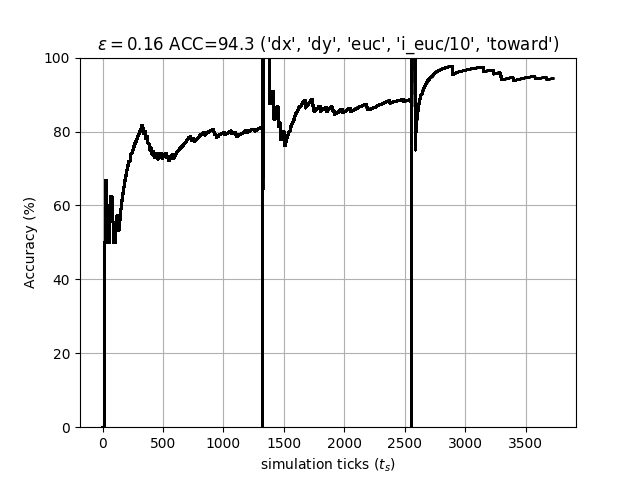 ε = 0.16 ACC=94.3 ('dx', 'dy', 'euc', 'i_euc/10', 'toward')
100
80
60
40
20
0
Accuracy (%)
0 500 1000 1500 2000 2500 3000 3500
simulation ticks (tₛ)